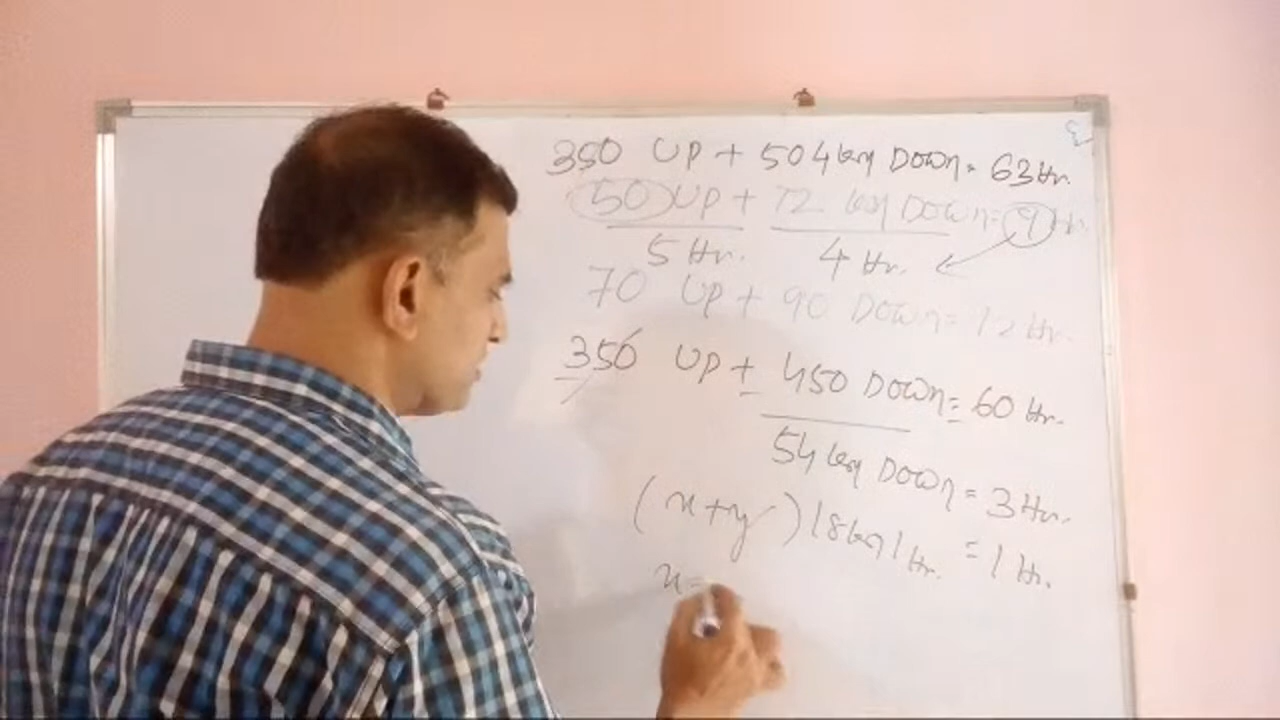 350 UP + 504 km Down = 63 Hr.
50 UP + 72 km Down = 9 Hr.
5 Hr. 4 Hr.
70 UP + 90 Down = 12 Hr.
350 UP + 450 Down = 60 Hr.
54 km Down = 3 Hr.
(x+y) 18 km/Hr. = 1 Hr.
x-